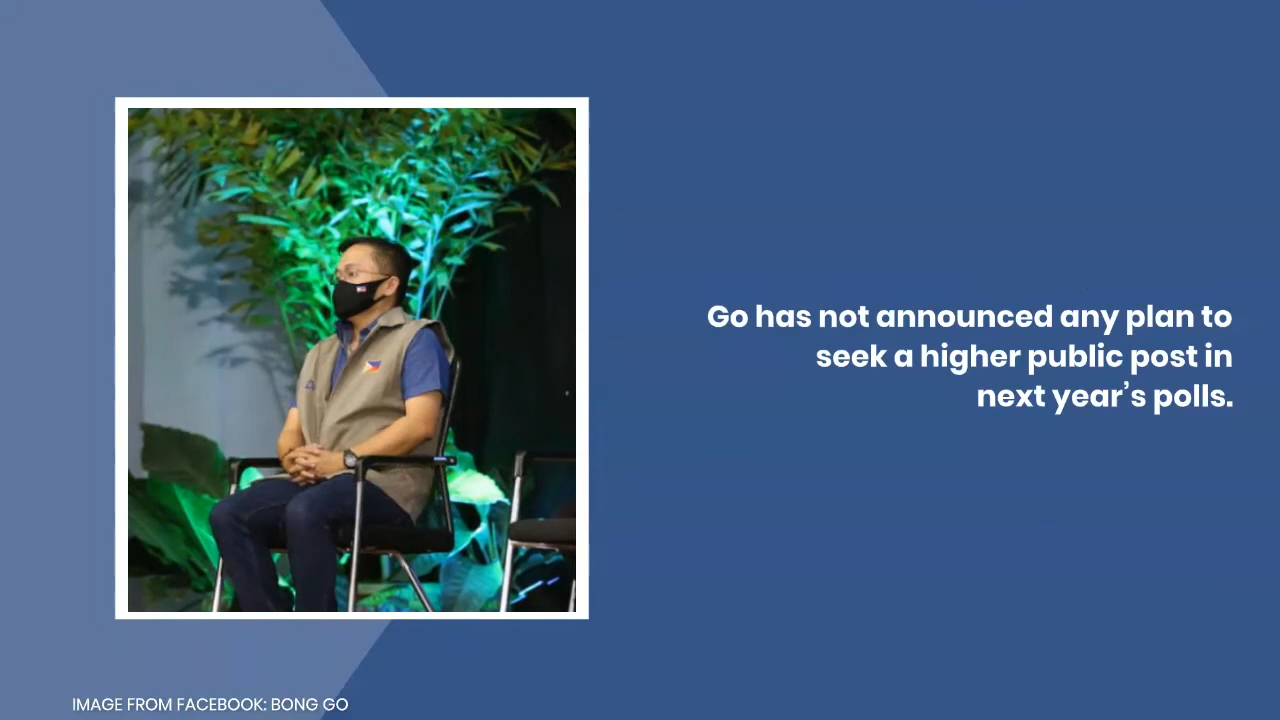 Go has not announced any plan to
seek a higher public post in
next year’s polls.
IMAGE FROM FACEBOOK: BONG GO